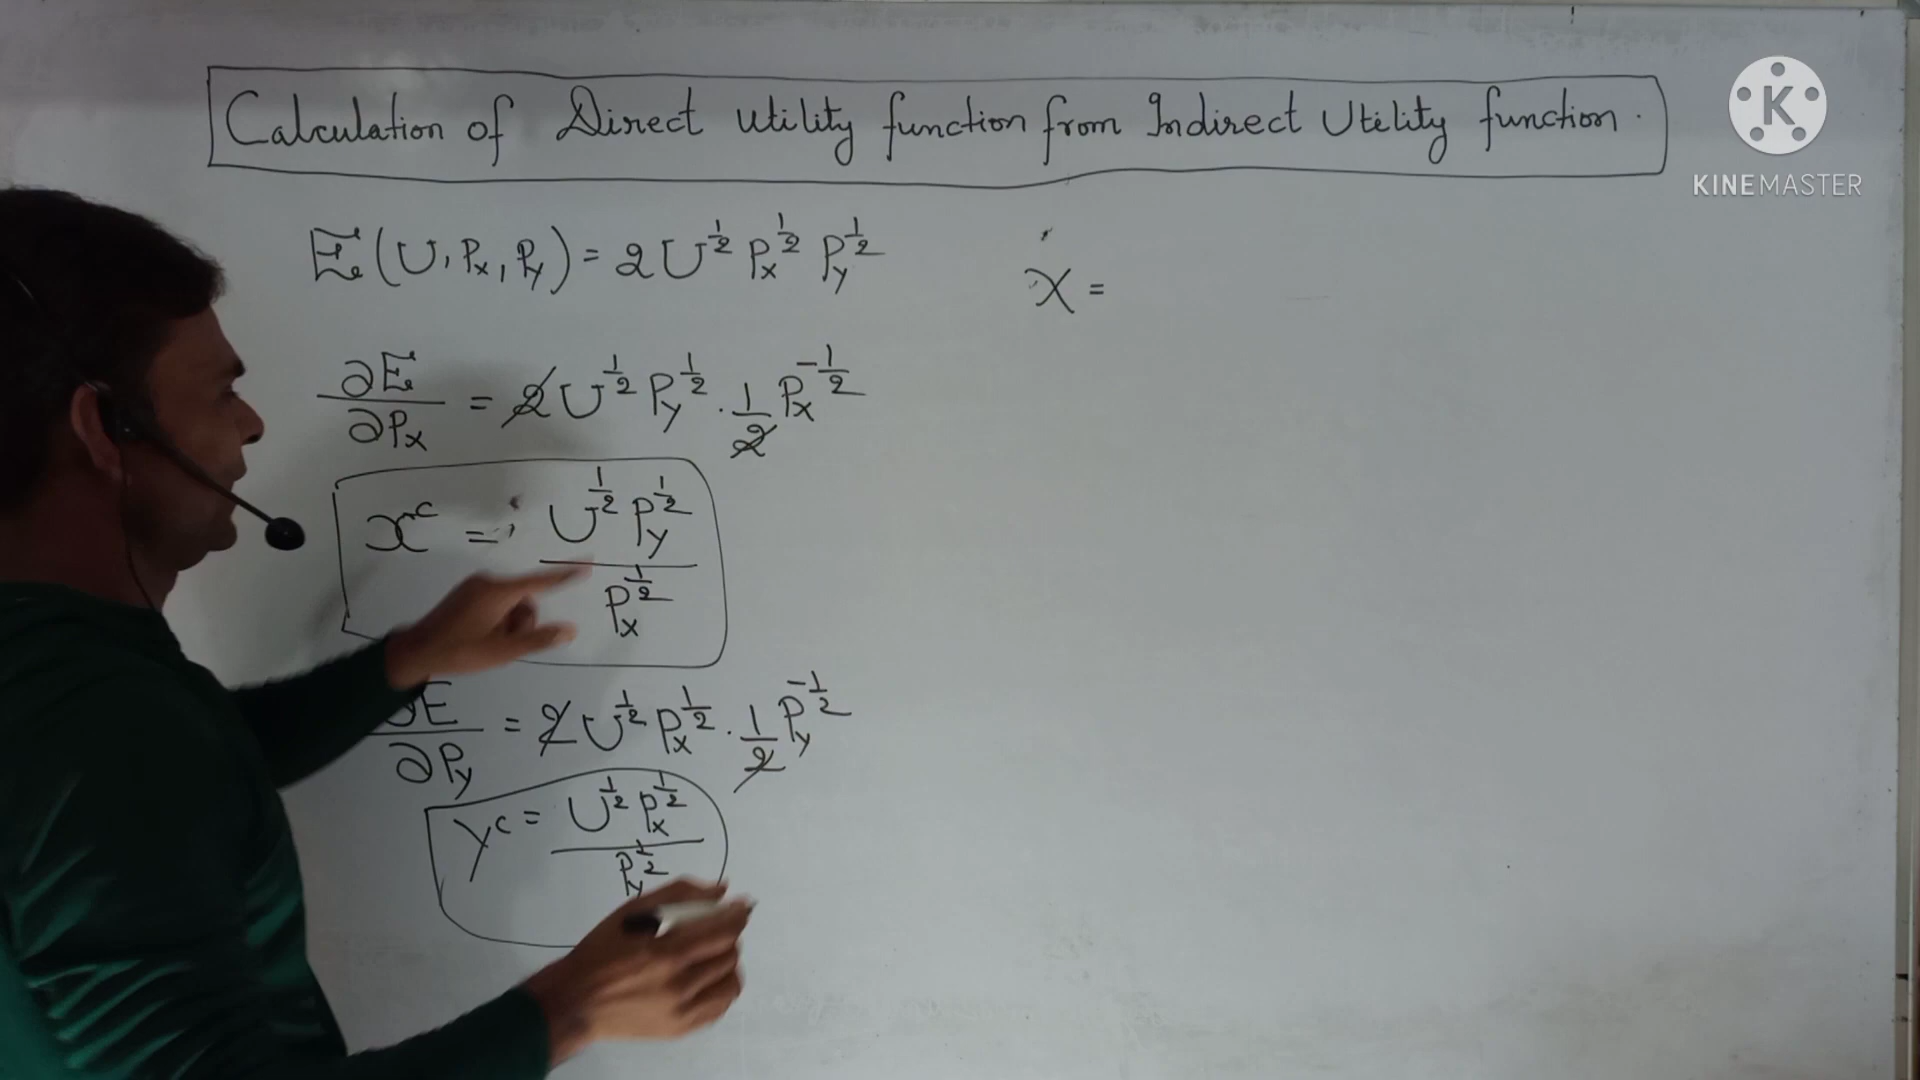 Calculation of Direct Utility function from Indirect Utility function.
K
KINEMASTER
E(U, Px, Py) = 2 U^½ Px^½ Py^½
∂E/∂Px = 2 U^½ Py^½ . 1/2 Px^-½
x^c = U^½ Py^½ / Px^½
∂E/∂Py = 2 U^½ Px^½ . 1/2 Py^-½
y^c = U^½ Px^½ / Py^½
X =